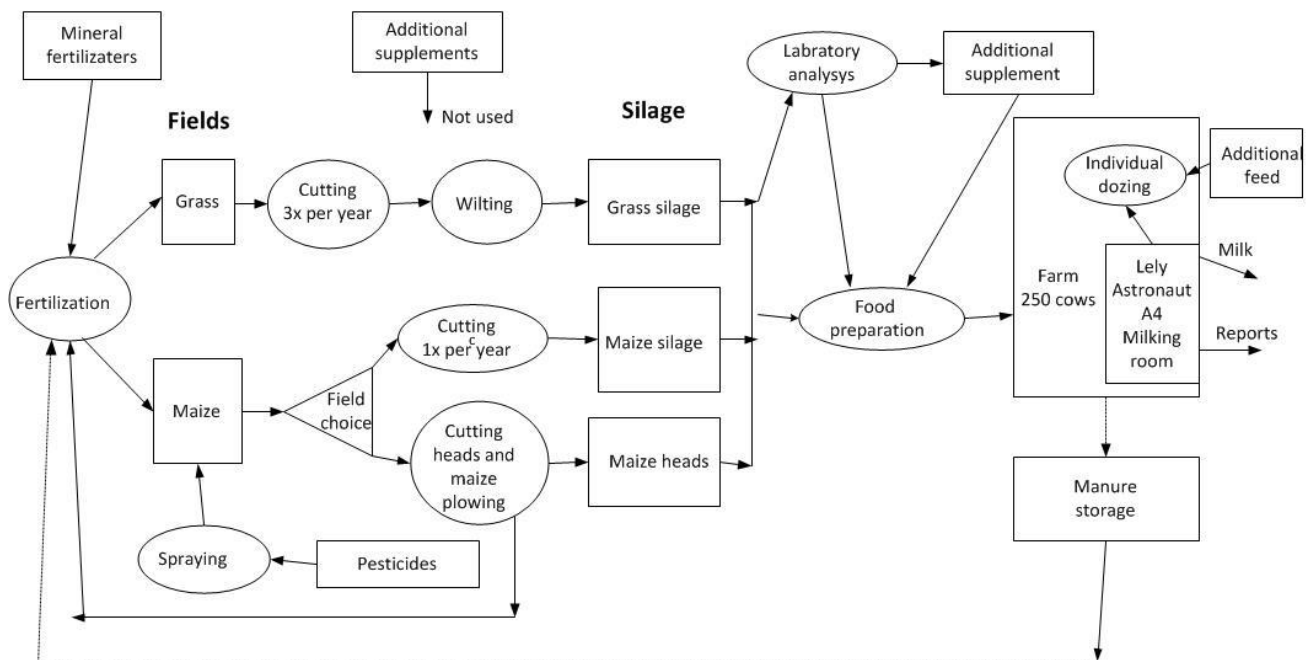 Mineral
fertilizaters
Additional
supplements
Not used
Fields
Silage
Labratory
analysys
Additional
supplement
Grass
Cutting
3x per year
Wilting
Grass silage
Individual
dozing
Additional
feed
Fertilization
Maize
Field
choice
Cutting
c
1x per year
Maize silage
Cutting
heads and
maize
plowing
Maize heads
Food
preparation
Farm
250 cows
Lely
Astronaut
A4
Milking
room
Milk
Reports
Manure
storage
Spraying
Pesticides